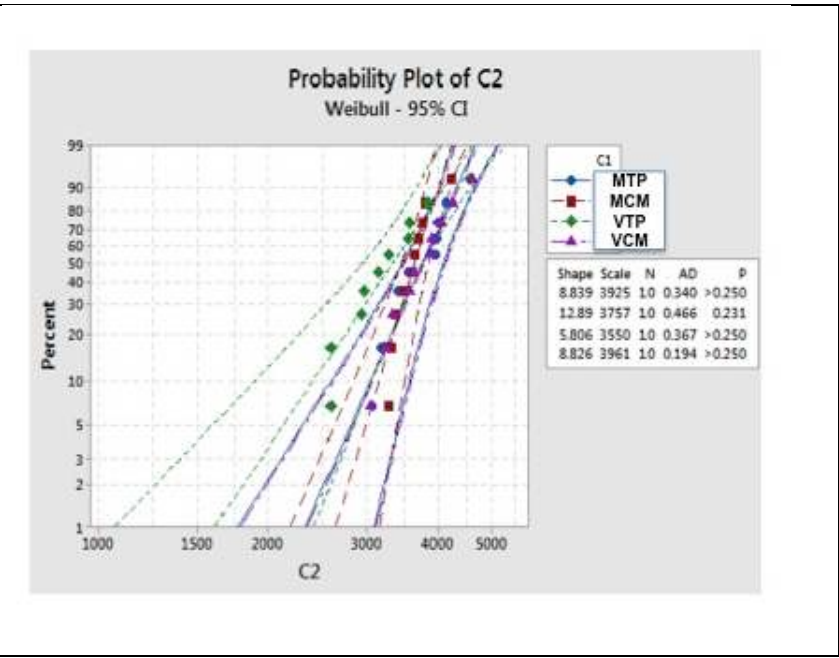 Probability Plot of C2
Weibull - 95% CI
99
90
80
70
60
50
40
30
20
10
5
3
2
1
Percent
1000 1500 2000 3000 4000 5000
C2
C1
MTP
MCM
VTP
VCM
Shape Scale N AD P
8.839 3925 10 0.340 >0.250
12.89 3757 10 0.466 0.231
5.806 3550 10 0.367 >0.250
8.826 3961 10 0.194 >0.250